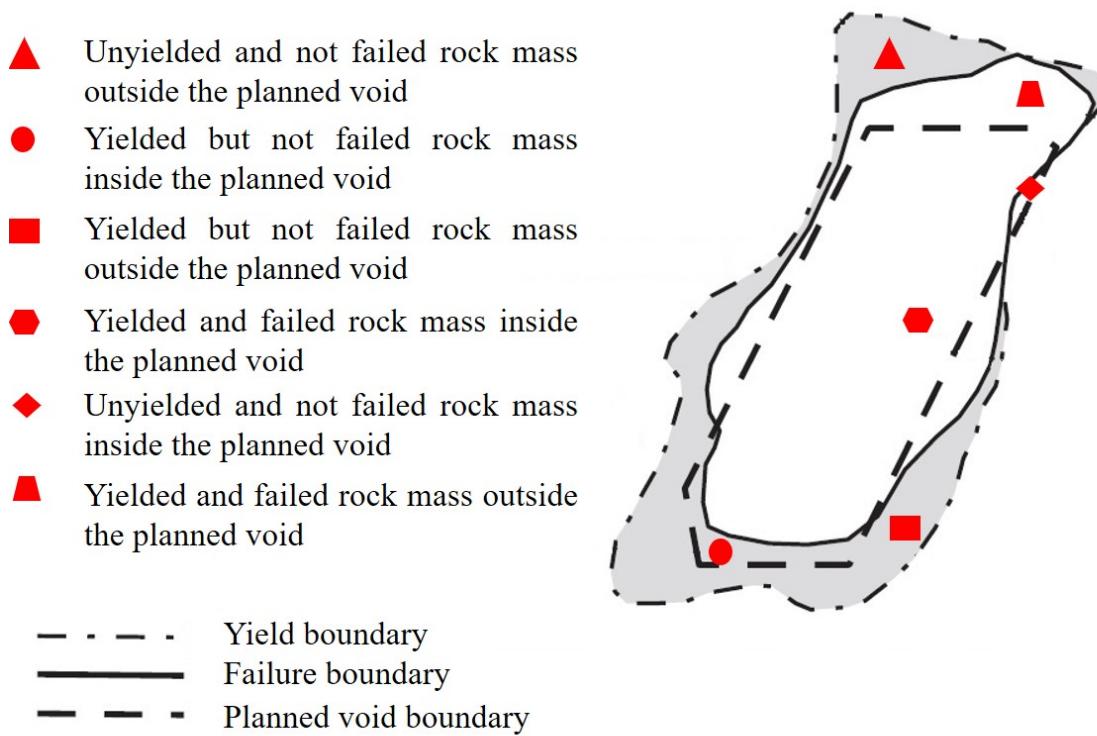 Unyielded and not failed rock mass
outside the planned void
Yielded but not failed rock mass
inside the planned void
Yielded but not failed rock mass
outside the planned void
Yielded and failed rock mass inside
the planned void
Unyielded and not failed rock mass
inside the planned void
Yielded and failed rock mass outside
the planned void
Yield boundary
Failure boundary
Planned void boundary